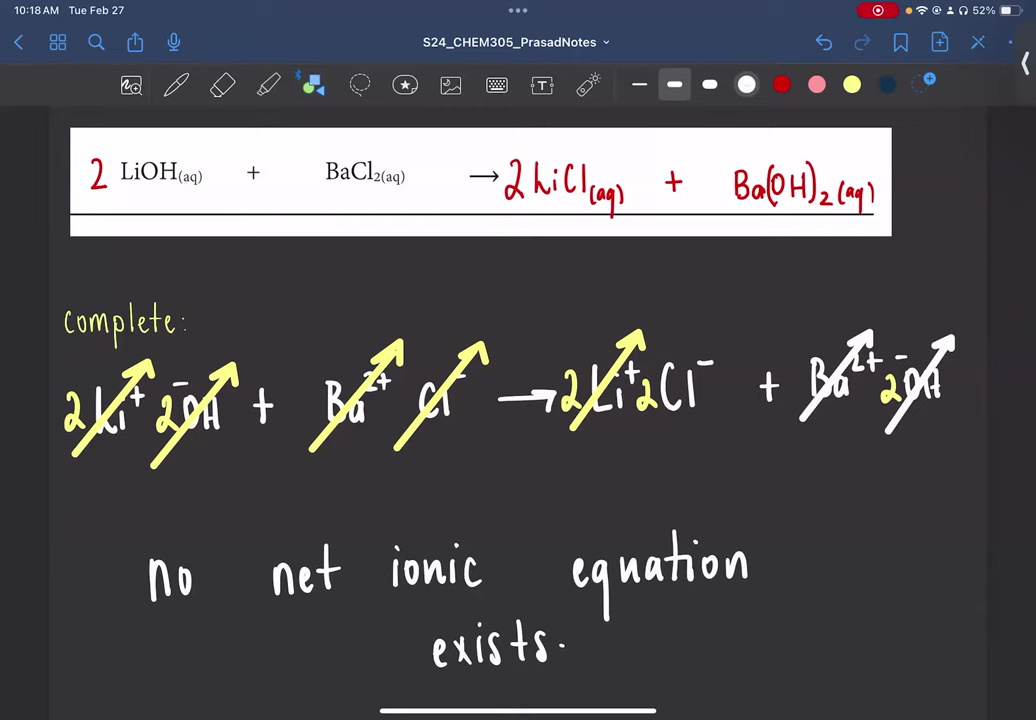 10:18 AM Tue Feb 27
52%
S24_CHEM305_PrasadNotes
2 LiOH(aq) + BaCl2(aq) → 2 LiCl(aq) + Ba(OH)2(aq)
complete:
2Li⁺ 2OH⁻ + Ba²⁺ Cl⁻ → 2Li⁺ 2Cl⁻ + Ba²⁺ 2OH⁻
no net ionic equation
exists.